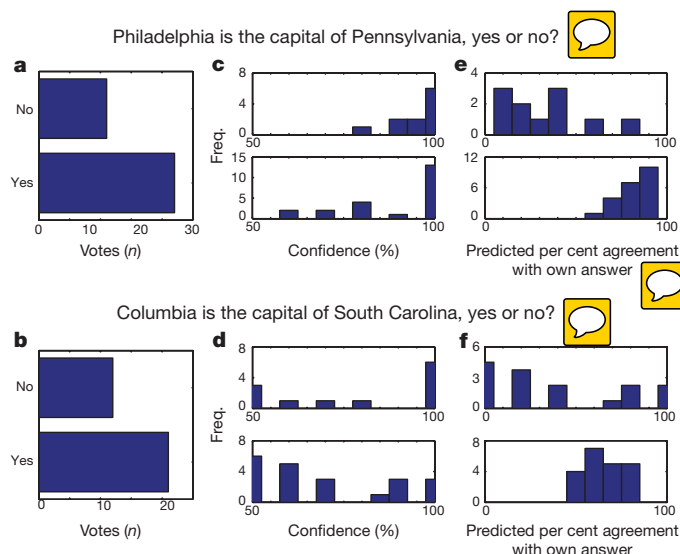 Philadelphia is the capital of Pennsylvania, yes or no?
a
No
Yes
0 10 20 30
Votes (n)
c
Freq.
8
4
0
50 100
15
10
5
0
50 100
Confidence (%)
e
4
2
0
0 100
12
6
0
100
Predicted per cent agreement
with own answer
Columbia is the capital of South Carolina, yes or no?
b
No
Yes
0 10 20
Votes (n)
d
Freq.
8
4
0
50 100
8
4
0
50 100
Confidence (%)
f
6
3
0
0 100
8
4
0
0 100
Predicted per cent agreement
with own answer